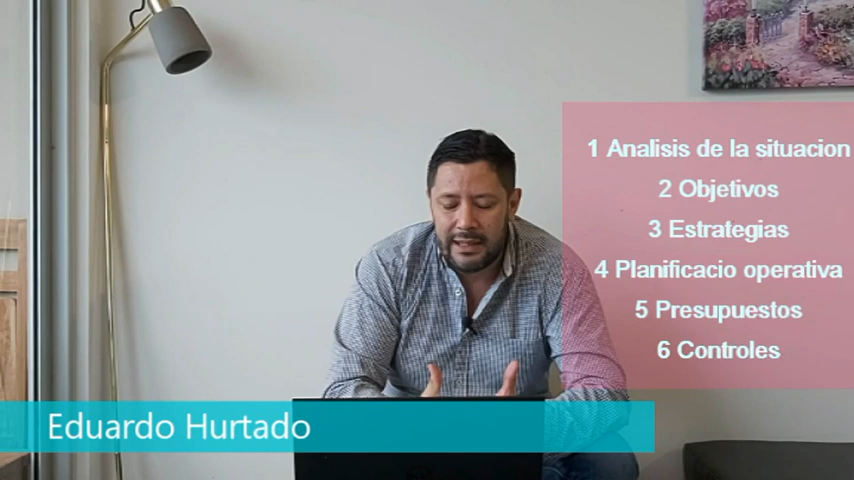 1 Analisis de la situacion
2 Objetivos
3 Estrategias
4 Planificacio operativa
5 Presupuestos
6 Controles
Eduardo Hurtado